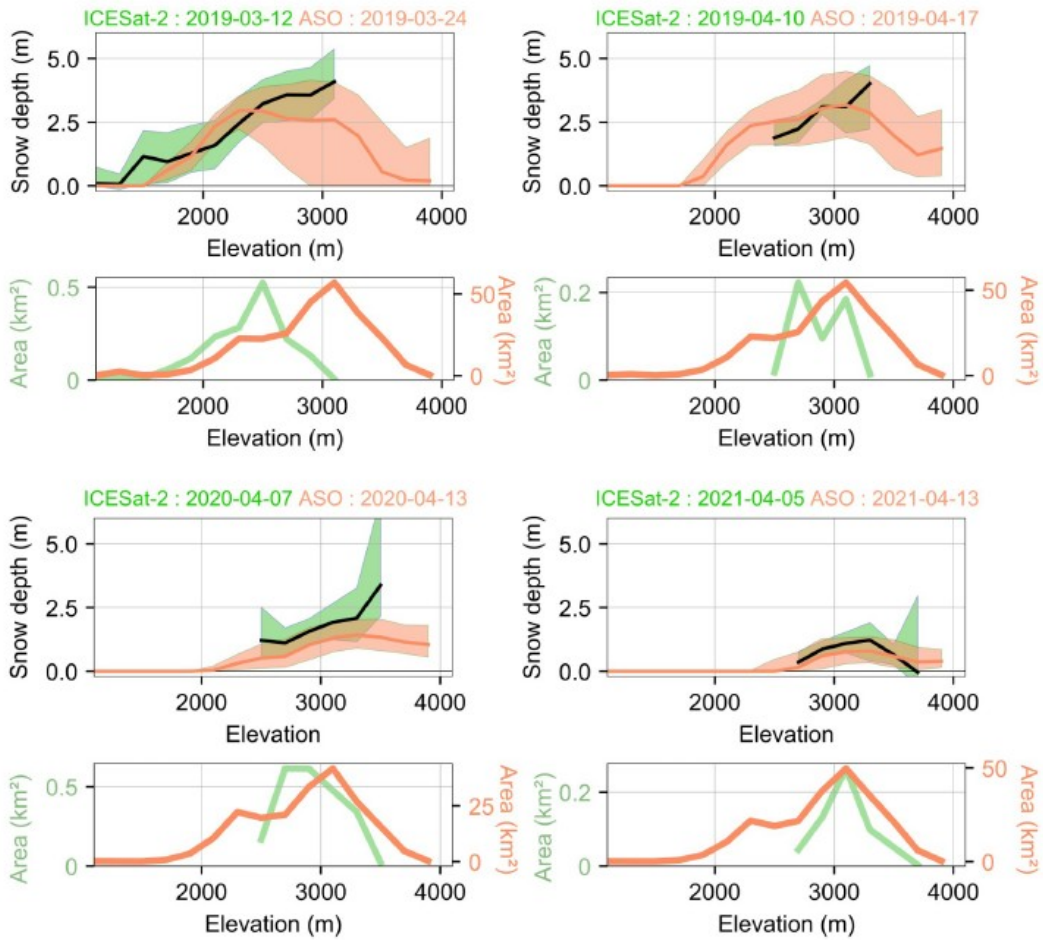 ICESat-2 : 2019-03-12 ASO : 2019-03-24
Snow depth (m)
5.0
2.5
0.0
2000 3000 4000
Elevation (m)
ICESat-2 : 2019-04-10 ASO : 2019-04-17
Snow depth (m)
5.0
2.5
0.0
2000 3000 4000
Elevation (m)
Area (km²)
0.5
0
50
0
Area (km²)
2000 3000 4000
Elevation (m)
Area (km²)
0.2
0
50
0
Area (km²)
2000 3000 4000
Elevation (m)
ICESat-2 : 2020-04-07 ASO : 2020-04-13
Snow depth (m)
5.0
2.5
0.0
2000 3000 4000
Elevation
ICESat-2 : 2021-04-05 ASO : 2021-04-13
Snow depth (m)
5.0
2.5
0.0
2000 3000 4000
Elevation
Area (km²)
0.5
0
25
0
Area (km²)
2000 3000 4000
Elevation (m)
Area (km²)
0.2
0
50
0
Area (km²)
2000 3000 4000
Elevation (m)